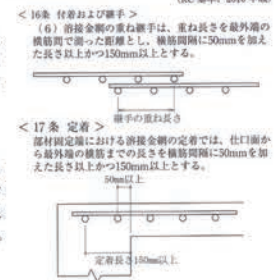 <16条 付着および継手>
(6) 溶接金網の重ね継手は、重ね長さを最外端の
横筋間で測った距離とし、横筋間隔に50mmを加え
た長さ以上かつ150mm以上とする。
継手の重ね長さ
<17条 定着>
部材固定端における溶接金網の定着では、仕口面か
ら最外端の横筋までの長さを横筋間隔に50mmを加
えた長さ以上かつ150mm以上とする。
50mm以上
定着長さ150mm以上